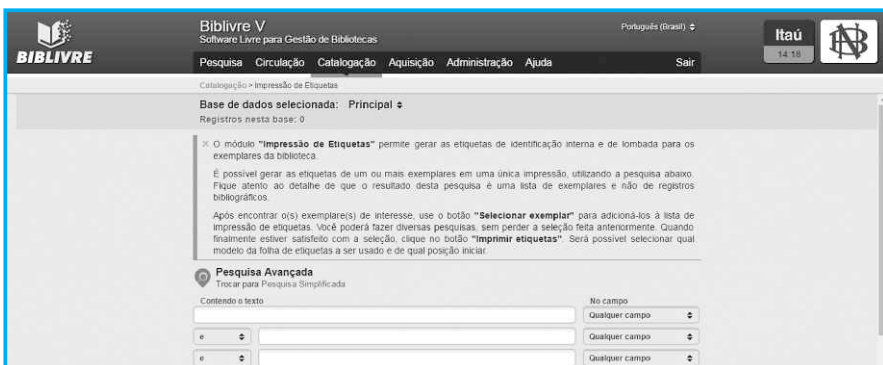 Biblivre V
Software Livre para Gestão de Bibliotecas
Português (Brasil)
Itaú
14:16
BIBLIVRE
Pesquisa Circulação Catalogação Aquisição Administração Ajuda Sair
Catalogação > Impressão de Etiquetas
Base de dados selecionada: Principal
Registros nesta base: 0
× O módulo "Impressão de Etiquetas" permite gerar as etiquetas de identificação interna e de lombada para os
exemplares da biblioteca.
É possível gerar as etiquetas de um ou mais exemplares em uma única impressão, utilizando a pesquisa abaixo.
Fique atento ao detalhe de que o resultado desta pesquisa é uma lista de exemplares e não de registros
bibliográficos.
Após encontrar o(s) exemplare(s) de interesse, use o botão "Selecionar exemplar" para adicioná-los à lista de
impressão de etiquetas. Você poderá fazer diversas pesquisas, sem perder a seleção feita anteriormente. Quando
finalmente estiver satisfeito com a seleção, clique no botão "Imprimir etiquetas". Será possível selecionar qual
modelo da folha de etiquetas a ser usado e de qual posição iniciar.
Pesquisa Avançada
Trocar para Pesquisa Simplificada
Contendo o texto No campo
Qualquer campo
e Qualquer campo
e Qualquer campo